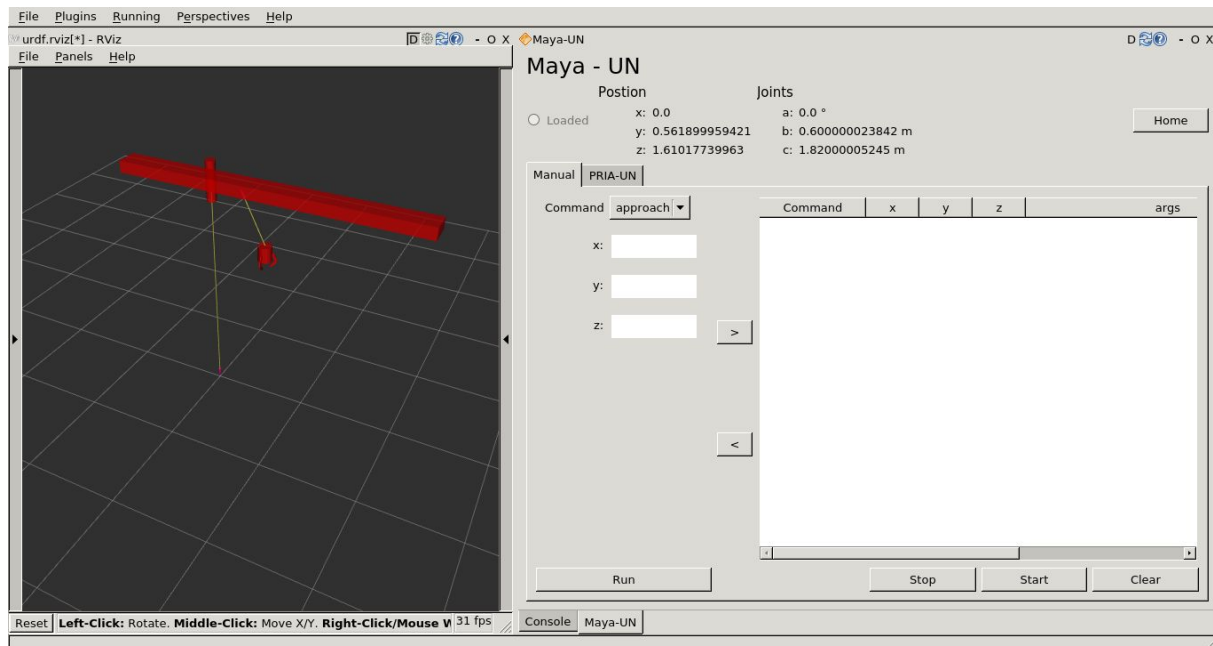 File Plugins Running Perspectives Help
urdf.rviz[*] - RViz D - O X
File Panels Help
Reset Left-Click: Rotate. Middle-Click: Move X/Y. Right-Click/Mouse W 31 fps
Maya-UN D - O X
Maya - UN
Postion Joints
Loaded
x: 0.0 a: 0.0 °
y: 0.561899959421 b: 0.600000023842 m
z: 1.61017739963 c: 1.82000005245 m
Home
Manual PRIA-UN
Command approach
x:
y:
z:
>
<
Command x y z args
Run Stop Start Clear
Console Maya-UN